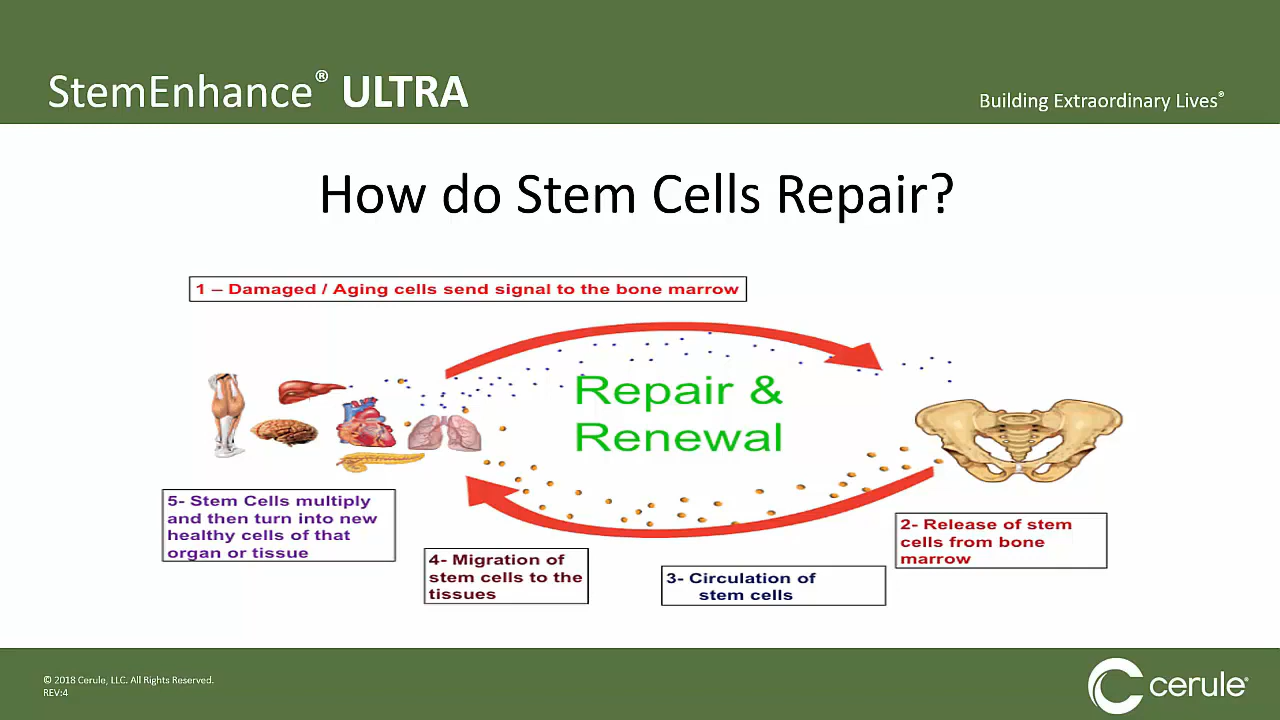 StemEnhance® ULTRA
Building Extraordinary Lives®
How do Stem Cells Repair?
1 – Damaged / Aging cells send signal to the bone marrow
Repair &
Renewal
5- Stem Cells multiply
and then turn into new
healthy cells of that
organ or tissue
4- Migration of
stem cells to the
tissues
3- Circulation of
stem cells
2- Release of stem
cells from bone
marrow
© 2018 Cerule, LLC. All Rights Reserved.
REV:4
cerule®